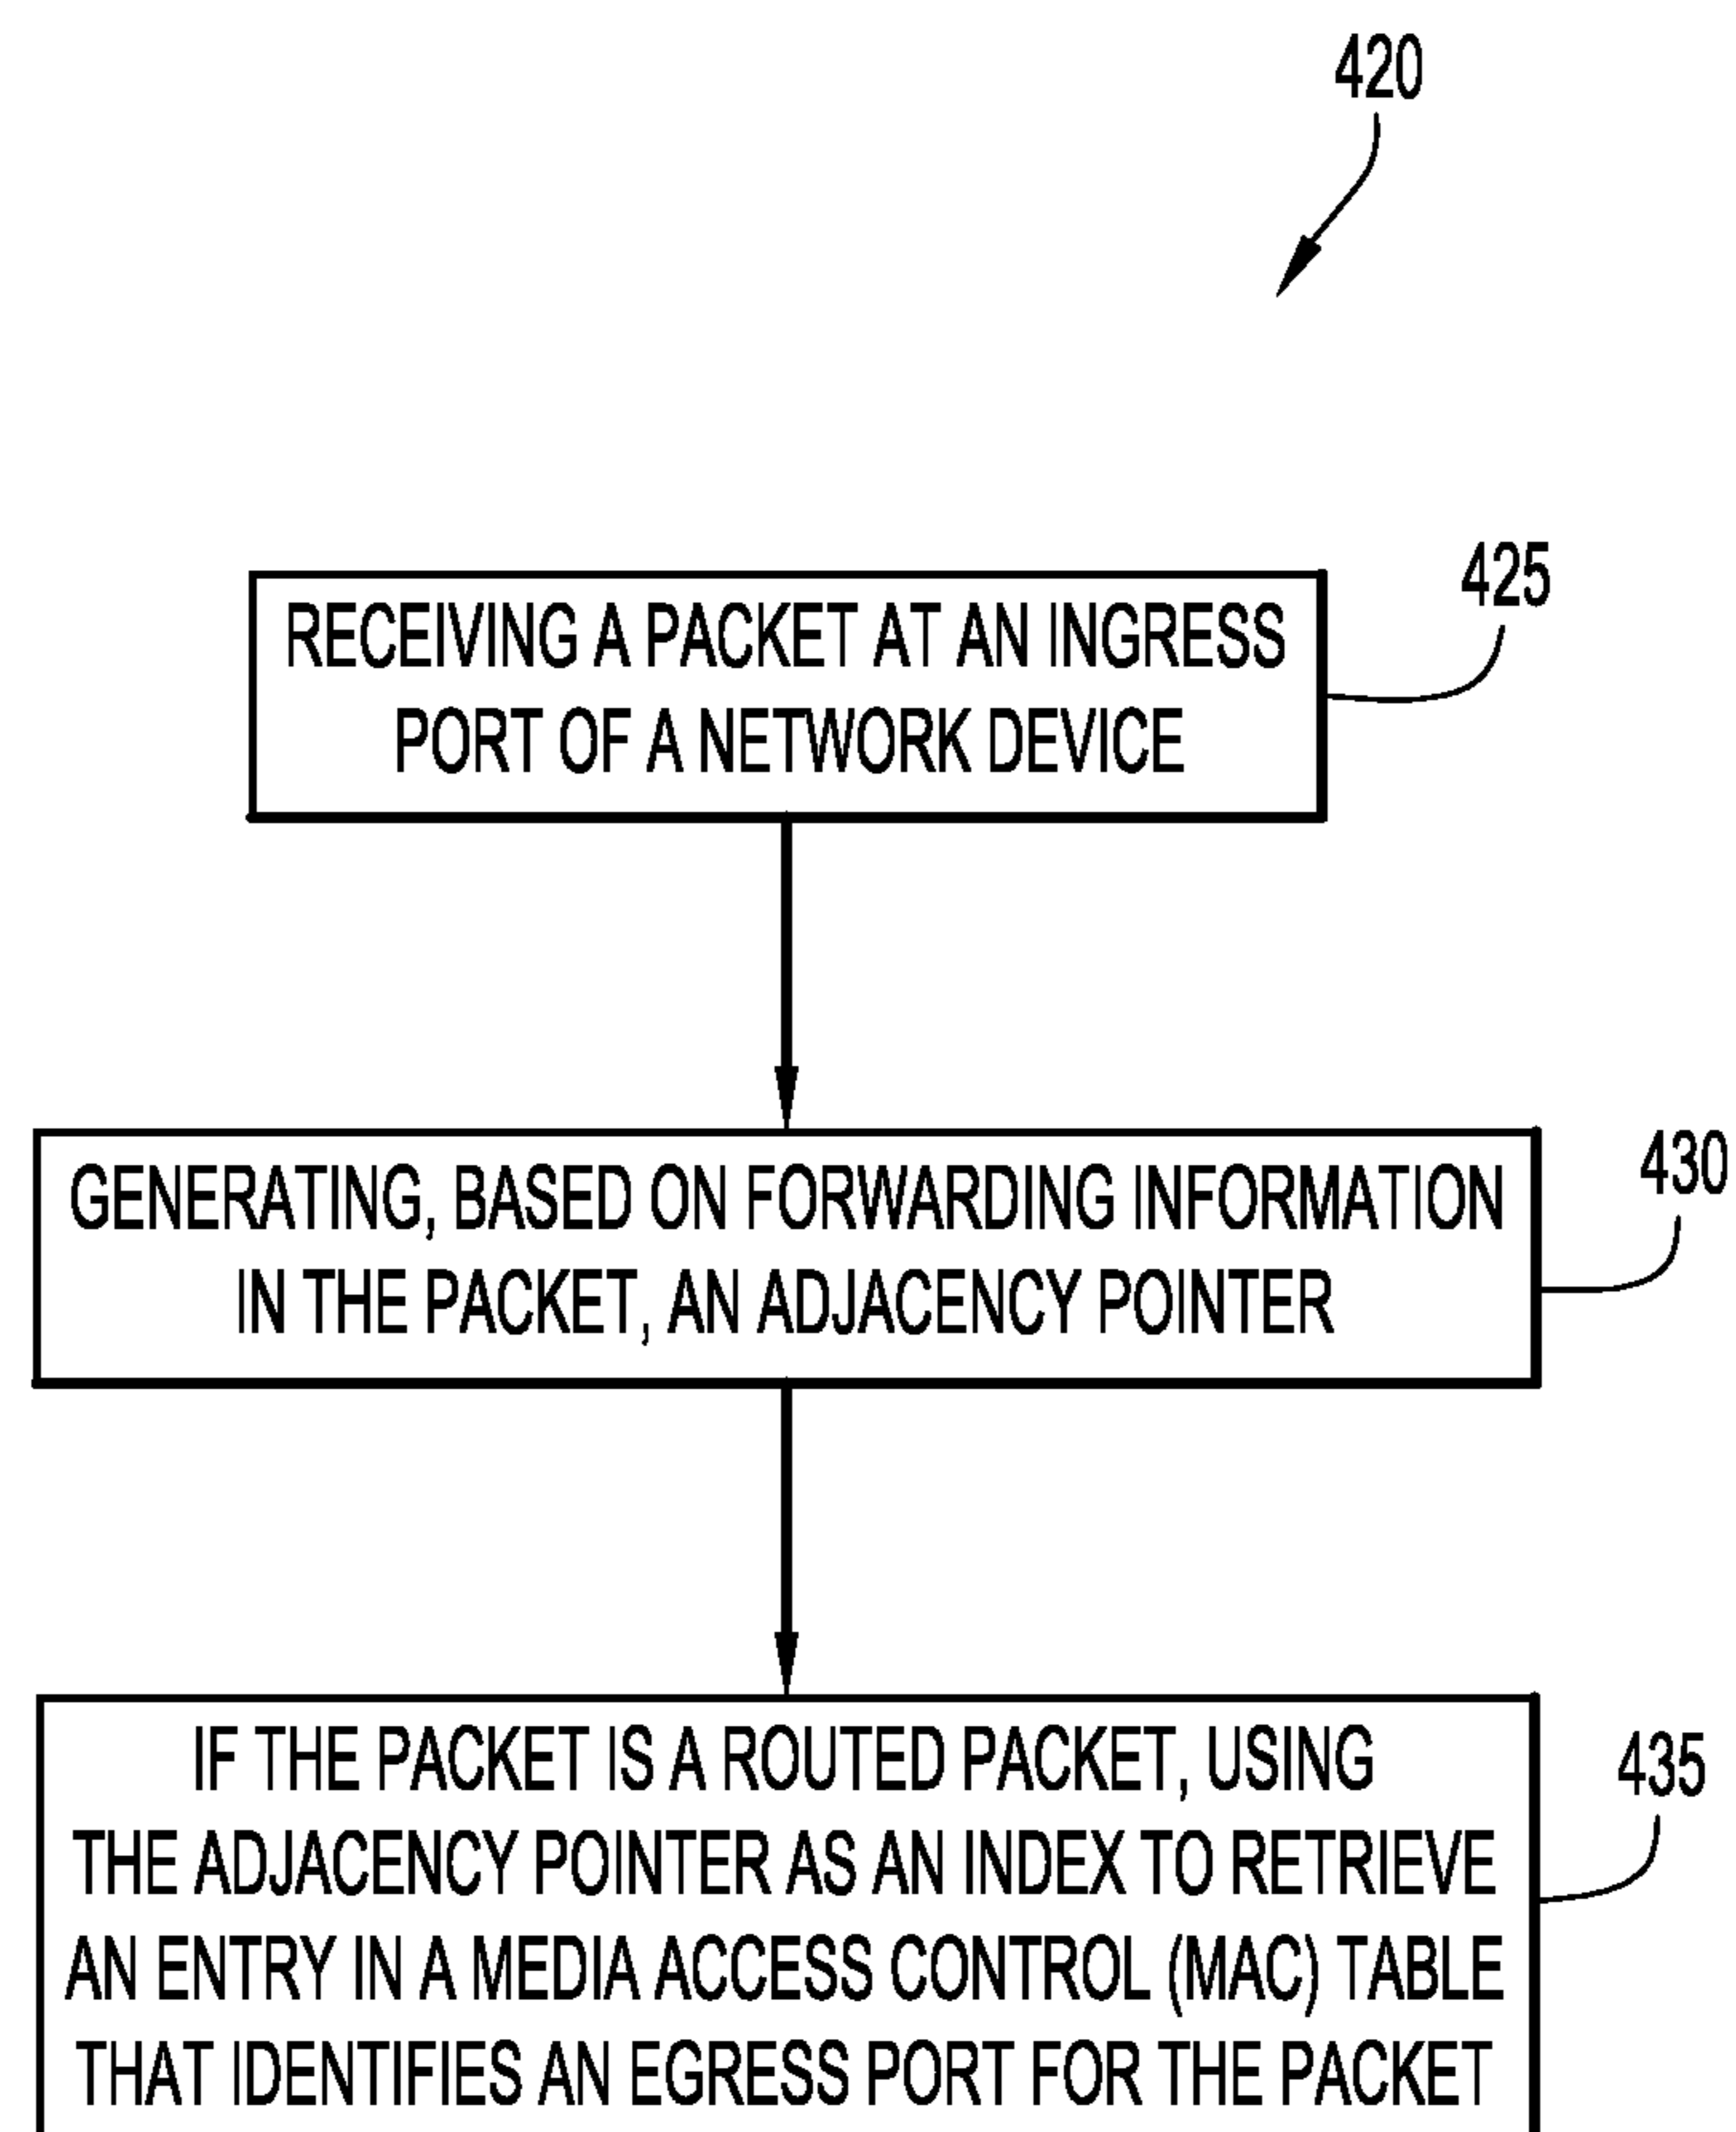 420
425
RECEIVING A PACKET AT AN INGRESS
PORT OF A NETWORK DEVICE
430
GENERATING, BASED ON FORWARDING INFORMATION
IN THE PACKET, AN ADJACENCY POINTER
435
IF THE PACKET IS A ROUTED PACKET, USING
THE ADJACENCY POINTER AS AN INDEX TO RETRIEVE
AN ENTRY IN A MEDIA ACCESS CONTROL (MAC) TABLE
THAT IDENTIFIES AN EGRESS PORT FOR THE PACKET